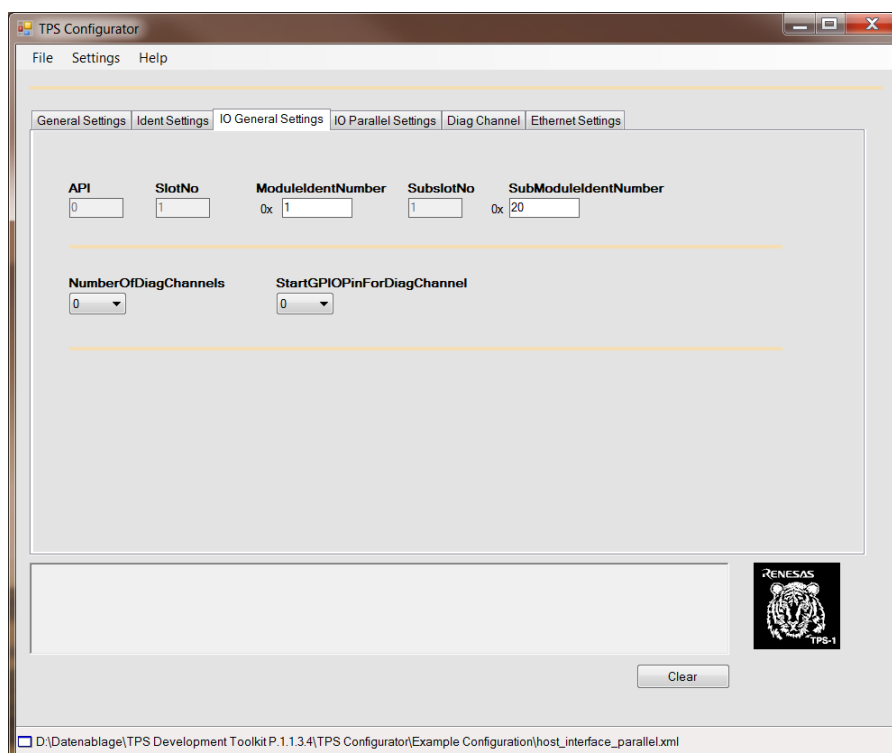 TPS Configurator
File Settings Help
General Settings Ident Settings IO General Settings IO Parallel Settings Diag Channel Ethernet Settings
API SlotNo ModuleIdentNumber SubslotNo SubModuleIdentNumber
0 1 0x 1 1 0x 20
NumberOfDiagChannels StartGPIOPinForDiagChannel
0 0
RENESAS
TPS-1
Clear
D:\Datenablage\TPS Development Toolkit P.1.1.3.4\TPS Configurator\Example Configuration\host_interface_parallel.xml